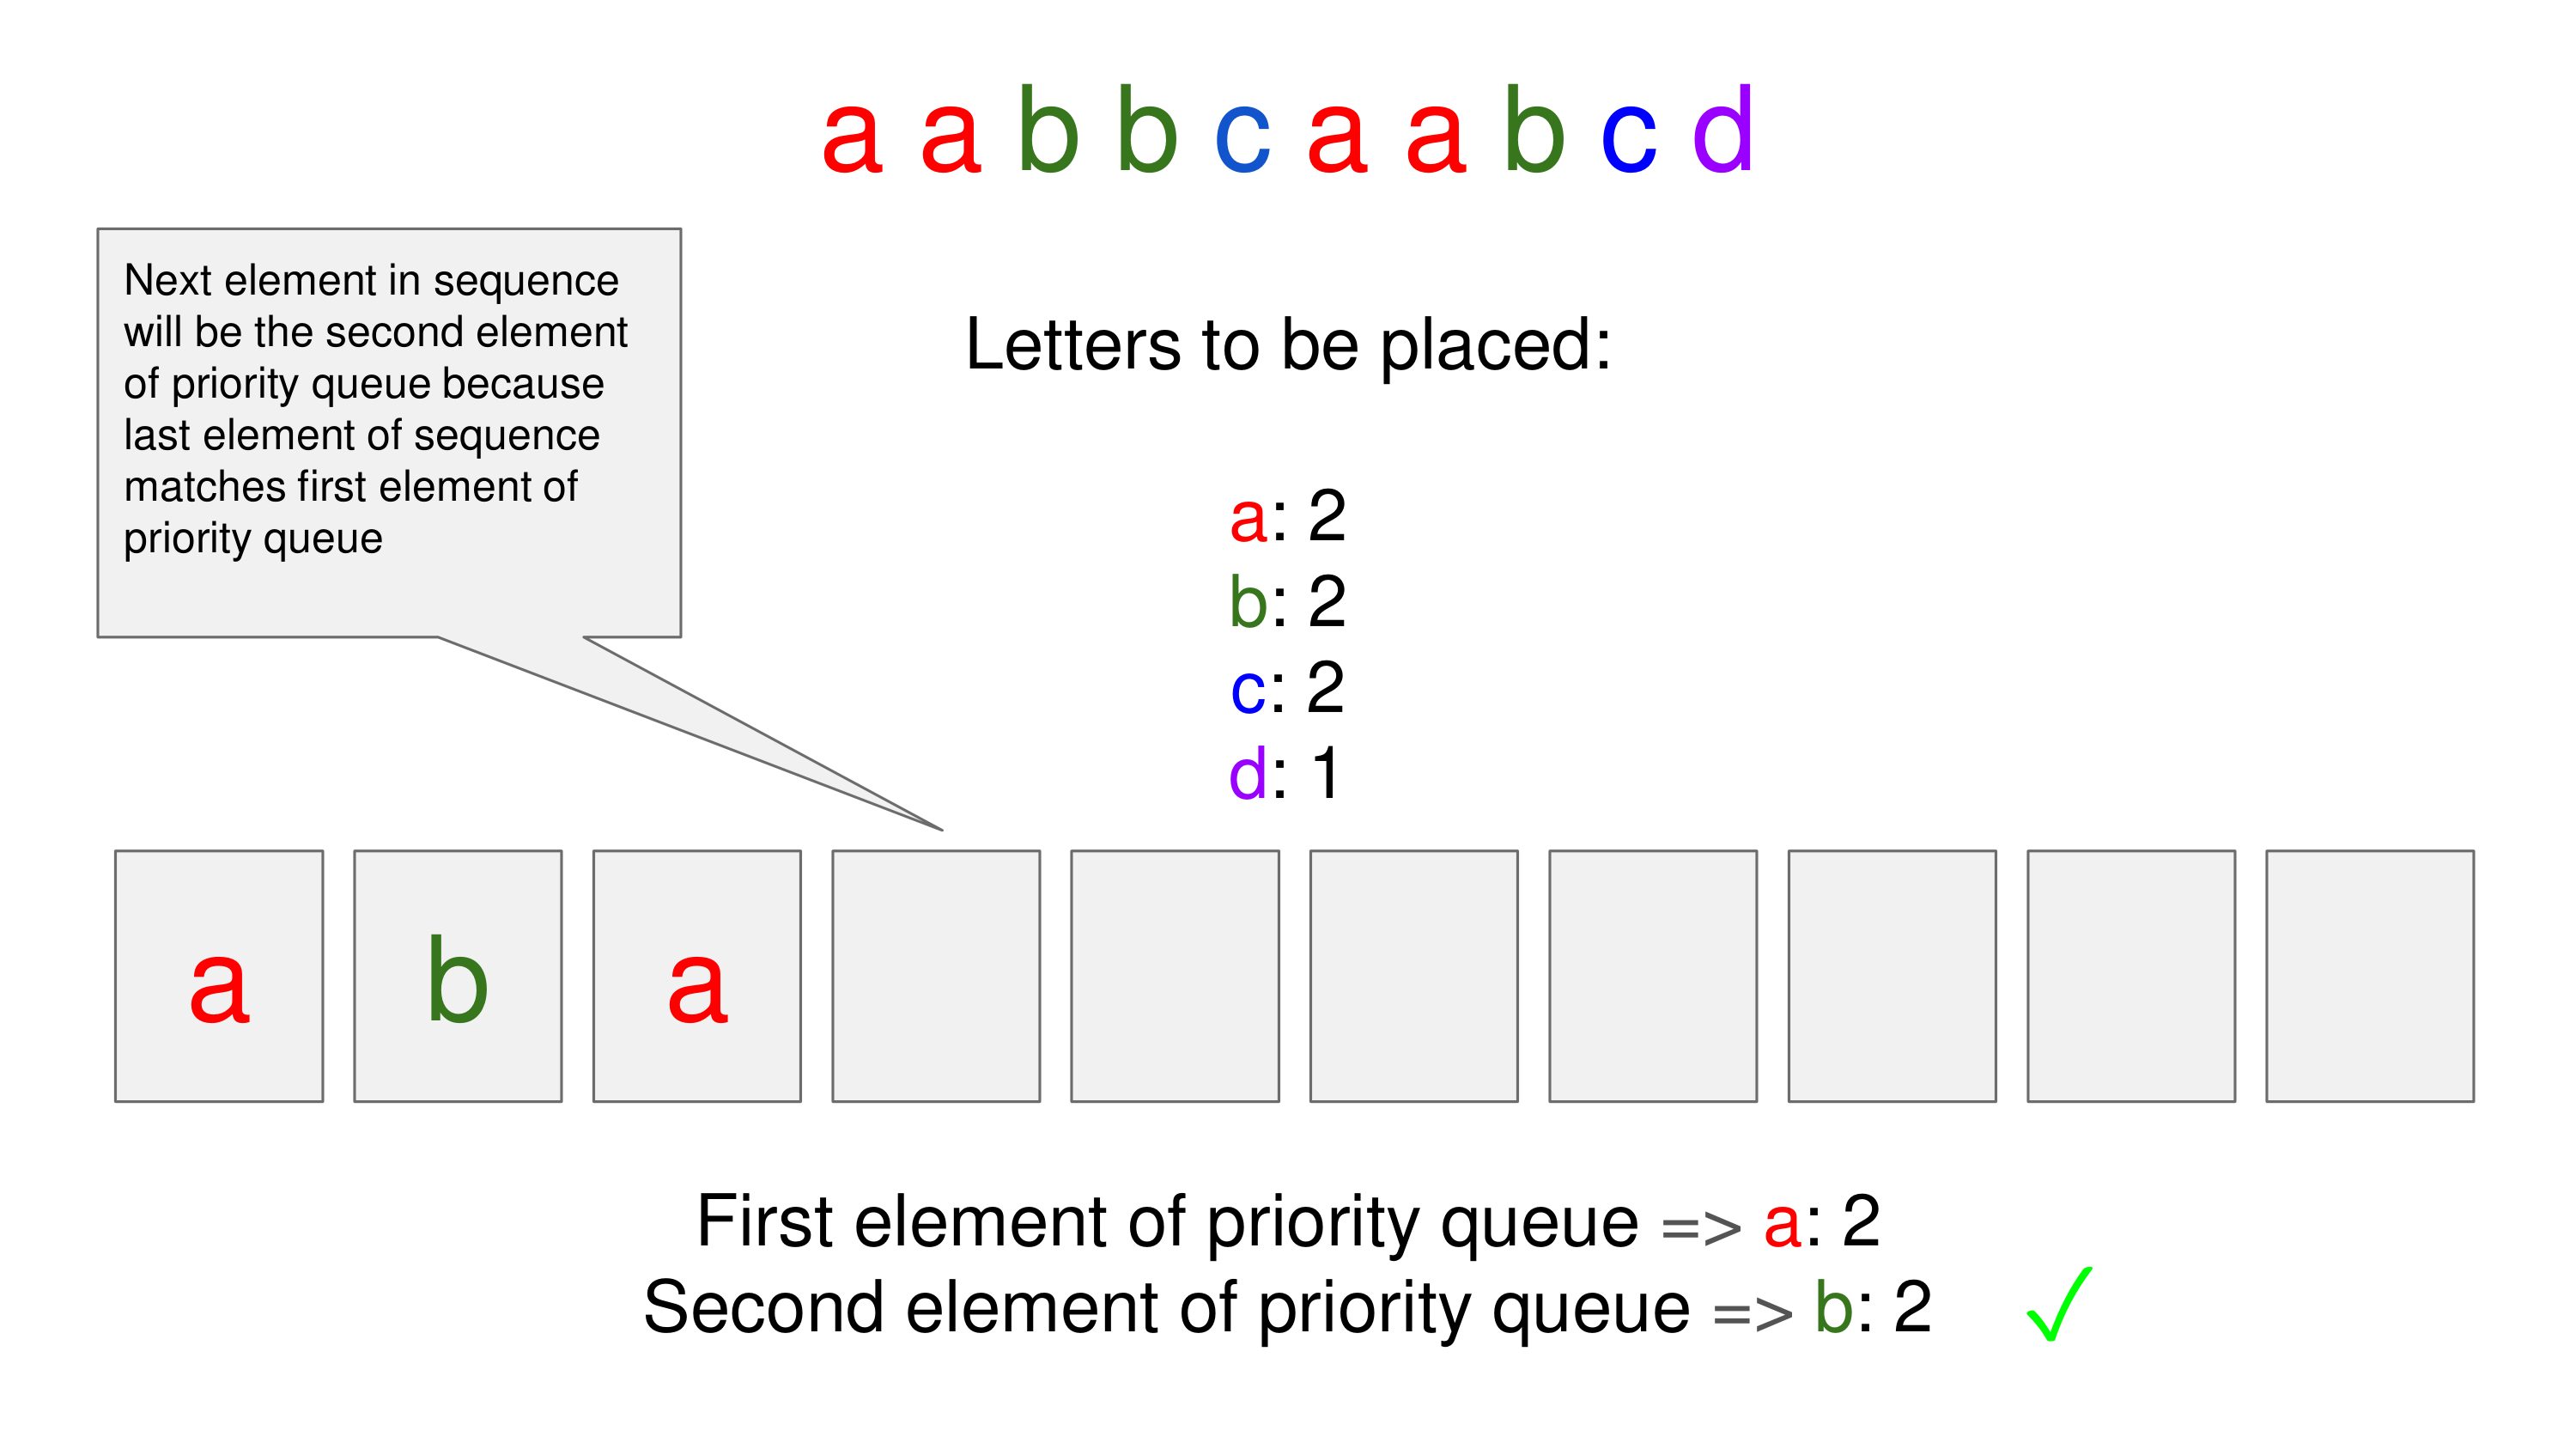 a a b b c a a b c d
Next element in sequence
will be the second element
of priority queue because
last element of sequence
matches first element of
priority queue
Letters to be placed:
a: 2
b: 2
c: 2
d: 1
a b a
First element of priority queue => a: 2
Second element of priority queue => b: 2 ✓